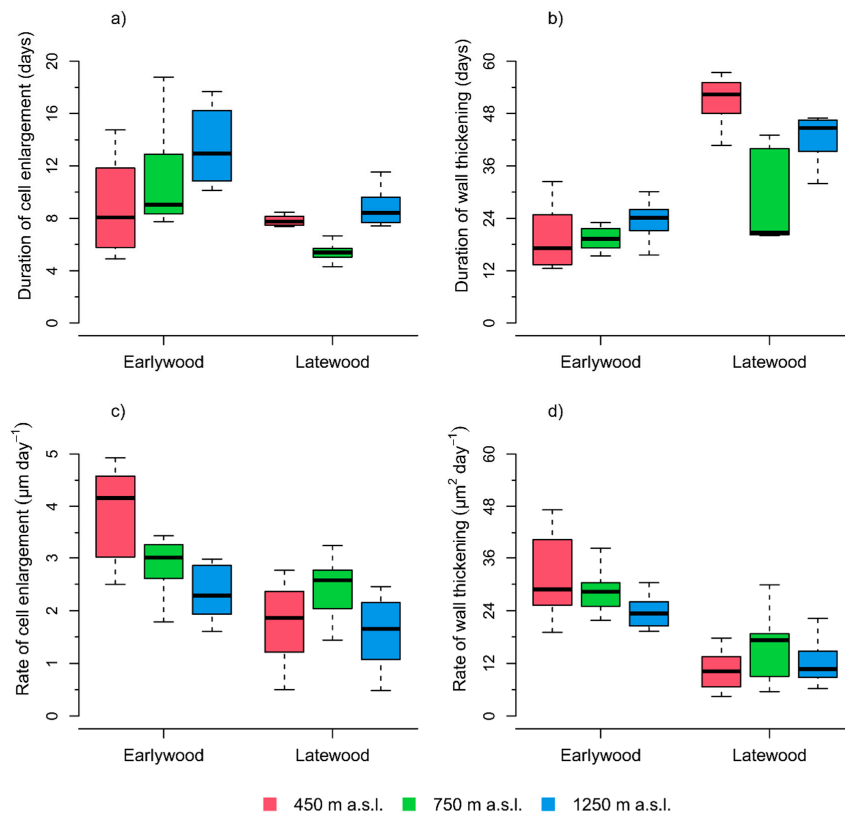 a)
Duration of cell enlargement (days)
20
16
12
8
4
0
Earlywood Latewood
b)
Duration of wall thickening (days)
60
48
36
24
12
0
Earlywood Latewood
c)
Rate of cell enlargement (µm day⁻¹)
5
4
3
2
1
0
Earlywood Latewood
d)
Rate of wall thickening (µm² day⁻¹)
60
48
36
24
12
0
Earlywood Latewood
450 m a.s.l. 750 m a.s.l. 1250 m a.s.l.